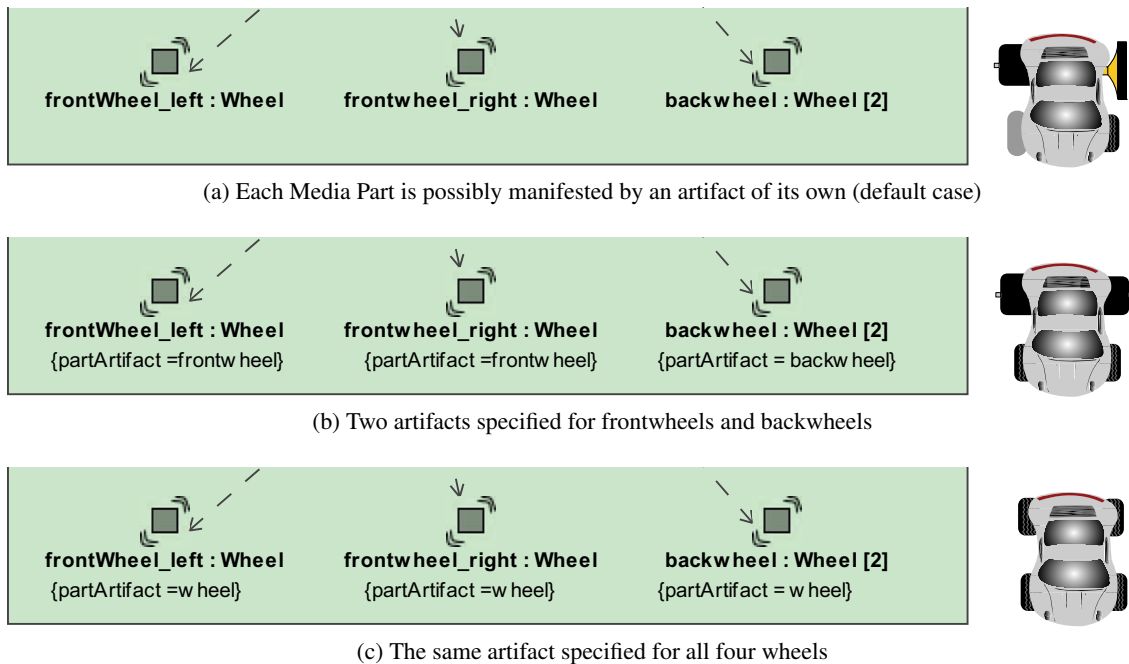 frontWheel_left : Wheel frontwheel_right : Wheel backwheel : Wheel [2]
(a) Each Media Part is possibly manifested by an artifact of its own (default case)
frontWheel_left : Wheel frontwheel_right : Wheel backwheel : Wheel [2]
{partArtifact =frontwheel} {partArtifact =frontwheel} {partArtifact = backwheel}
(b) Two artifacts specified for frontwheels and backwheels
frontWheel_left : Wheel frontwheel_right : Wheel backwheel : Wheel [2]
{partArtifact =wheel} {partArtifact =wheel} {partArtifact = wheel}
(c) The same artifact specified for all four wheels